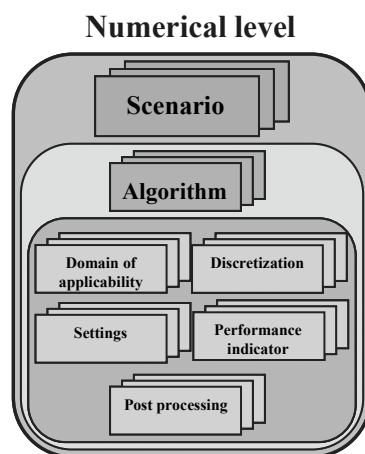 Numerical level
Scenario
Algorithm
Domain of
applicability
Discretization
Settings
Performance
indicator
Post processing